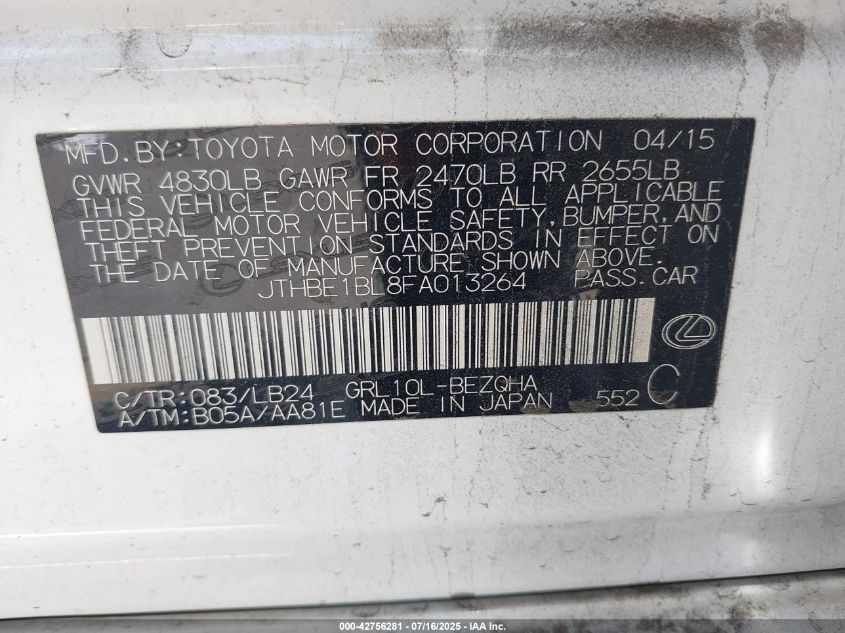 MFD.BY:TOYOTA MOTOR CORPORATION 04/15
GVWR 4830LB GAWR FR 2470LB RR 2655LB
THIS VEHICLE CONFORMS TO ALL APPLICABLE
FEDERAL MOTOR VEHICLE SAFETY,BUMPER,AND
THEFT PREVENTION STANDARDS IN EFFECT ON
THE DATE OF MANUFACTURE SHOWN ABOVE.
JTHBE1BL8FA013264 PASS.CAR
C/TR:083/LB24 GRL10L-BEZQHA
A/TM:B05A/AA81E MADE IN JAPAN 552 C
000-42756281 - 07/16/2025 - IAA Inc.